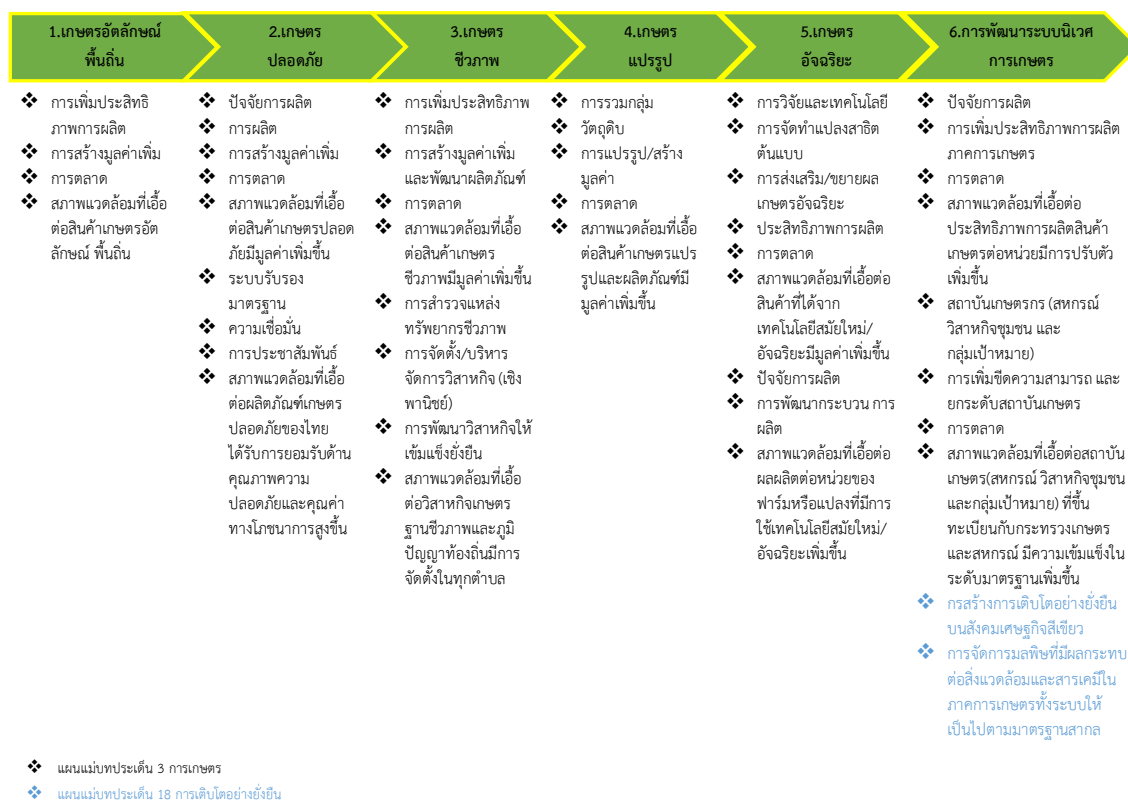 1.เกษตรอัตลักษณ์
พื้นถิ่น
2.เกษตร
ปลอดภัย
3.เกษตร
ชีวภาพ
4.เกษตร
แปรรูป
5.เกษตร
อัจฉริยะ
6.การพัฒนาระบบนิเวศ
การเกษตร
❖ การเพิ่มประสิทธิ
ภาพการผลิต
❖ การสร้างมูลค่าเพิ่ม
❖ การตลาด
❖ สภาพแวดล้อมที่เอื้อ
ต่อสินค้าเกษตรอัต
ลักษณ์ พื้นถิ่น
❖ ปัจจัยการผลิต
❖ การผลิต
❖ การสร้างมูลค่าเพิ่ม
❖ การตลาด
❖ สภาพแวดล้อมที่เอื้อ
ต่อสินค้าเกษตรปลอด
ภัยมีมูลค่าเพิ่มขึ้น
❖ ระบบรับรอง
มาตรฐาน
❖ ความเชื่อมั่น
❖ การประชาสัมพันธ์
❖ สภาพแวดล้อมที่เอื้อ
ต่อผลิตภัณฑ์เกษตร
ปลอดภัยของไทย
ได้รับการยอมรับด้าน
คุณภาพความ
ปลอดภัยและคุณค่า
ทางโภชนาการสูงขึ้น
❖ การเพิ่มประสิทธิภาพ
การผลิต
❖ การสร้างมูลค่าเพิ่ม
และพัฒนาผลิตภัณฑ์
❖ การตลาด
❖ สภาพแวดล้อมที่เอื้อ
ต่อสินค้าเกษตร
ชีวภาพมีมูลค่าเพิ่มขึ้น
❖ การสำรวจแหล่ง
ทรัพยากรชีวภาพ
❖ การจัดตั้ง/บริหาร
จัดการวิสาหกิจ (เชิง
พานิชย์)
❖ การพัฒนาวิสาหกิจให้
เข้มแข็งยั่งยืน
❖ สภาพแวดล้อมที่เอื้อ
ต่อวิสาหกิจเกษตร
ฐานชีวภาพและภูมิ
ปัญญาท้องถิ่นมีการ
จัดตั้งในทุกตำบล
❖ การรวมกลุ่ม
❖ วัตถุดิบ
❖ การแปรรูป/สร้าง
มูลค่า
❖ การตลาด
❖ สภาพแวดล้อมที่เอื้อ
ต่อสินค้าเกษตรแปร
รูปและผลิตภัณฑ์มี
มูลค่าเพิ่มขึ้น
❖ การวิจัยและเทคโนโลยี
❖ การจัดทำแปลงสาธิต
ต้นแบบ
❖ การส่งเสริม/ขยายผล
เกษตรอัจฉริยะ
❖ ประสิทธิภาพการผลิต
❖ การตลาด
❖ สภาพแวดล้อมที่เอื้อต่อ
สินค้าที่ได้จาก
เทคโนโลยีสมัยใหม่/
อัจฉริยะมีมูลค่าเพิ่มขึ้น
❖ ปัจจัยการผลิต
❖ การพัฒนากระบวน การ
ผลิต
❖ สภาพแวดล้อมที่เอื้อต่อ
ผลผลิตต่อหน่วยของ
ฟาร์มหรือแปลงที่มีการ
ใช้เทคโนโลยีสมัยใหม่/
อัจฉริยะเพิ่มขึ้น
❖ ปัจจัยการผลิต
❖ การเพิ่มประสิทธิภาพการผลิต
ภาคการเกษตร
❖ การตลาด
❖ สภาพแวดล้อมที่เอื้อต่อ
ประสิทธิภาพการผลิตสินค้า
เกษตรต่อหน่วยมีการปรับตัว
เพิ่มขึ้น
❖ สถาบันเกษตรกร (สหกรณ์
วิสาหกิจชุมชน และ
กลุ่มเป้าหมาย)
❖ การเพิ่มขีดความสามารถ และ
ยกระดับสถาบันเกษตร
❖ การตลาด
❖ สภาพแวดล้อมที่เอื้อต่อสถาบัน
เกษตร(สหกรณ์ วิสาหกิจชุมชน
และกลุ่มเป้าหมาย) ที่ขึ้น
ทะเบียนกับกระทรวงเกษตร
และสหกรณ์ มีความเข้มแข็งใน
ระดับมาตรฐานเพิ่มขึ้น
❖ กรสร้างการเติบโตอย่างยั่งยืน
บนสังคมเศรษฐกิจสีเขียว
❖ การจัดการมลพิษที่มีผลกระทบ
ต่อสิ่งแวดล้อมและสารเคมีใน
ภาคการเกษตรทั้งระบบให้
เป็นไปตามมาตรฐานสากล
❖ แผนแม่บทประเด็น 3 การเกษตร
❖ แผนแม่บทประเด็น 18 การเติบโตอย่างยั่งยืน